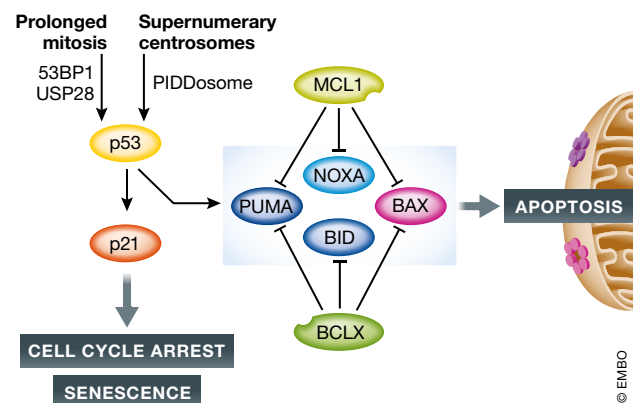 Prolonged
mitosis
Supernumerary
centrosomes
53BP1
USP28
PIDDosome
MCL1
p53
NOXA
PUMA
BAX
APOPTOSIS
p21
BID
BCLX
CELL CYCLE ARREST
SENESCENCE
© EMBO